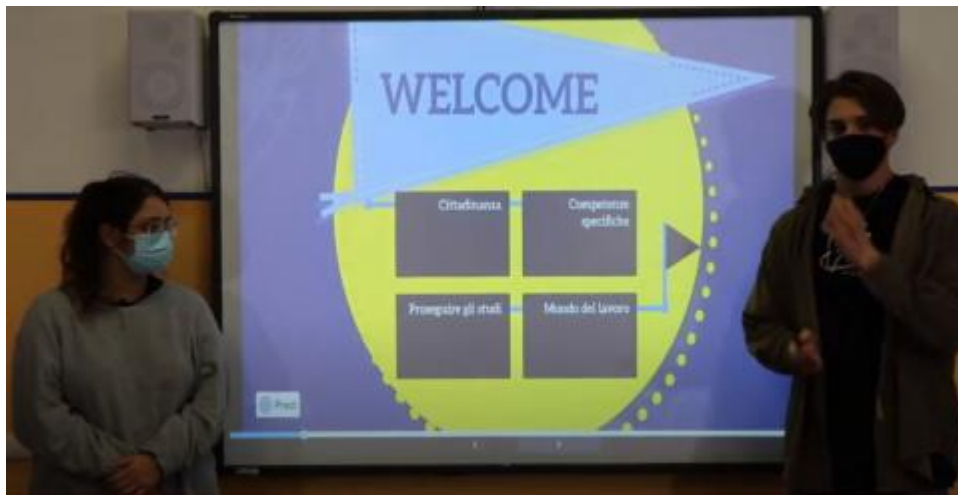 WELCOME
Cittadinanza
Competenze
specifiche
Proseguire gli studi
Mondo del lavoro
Prezi